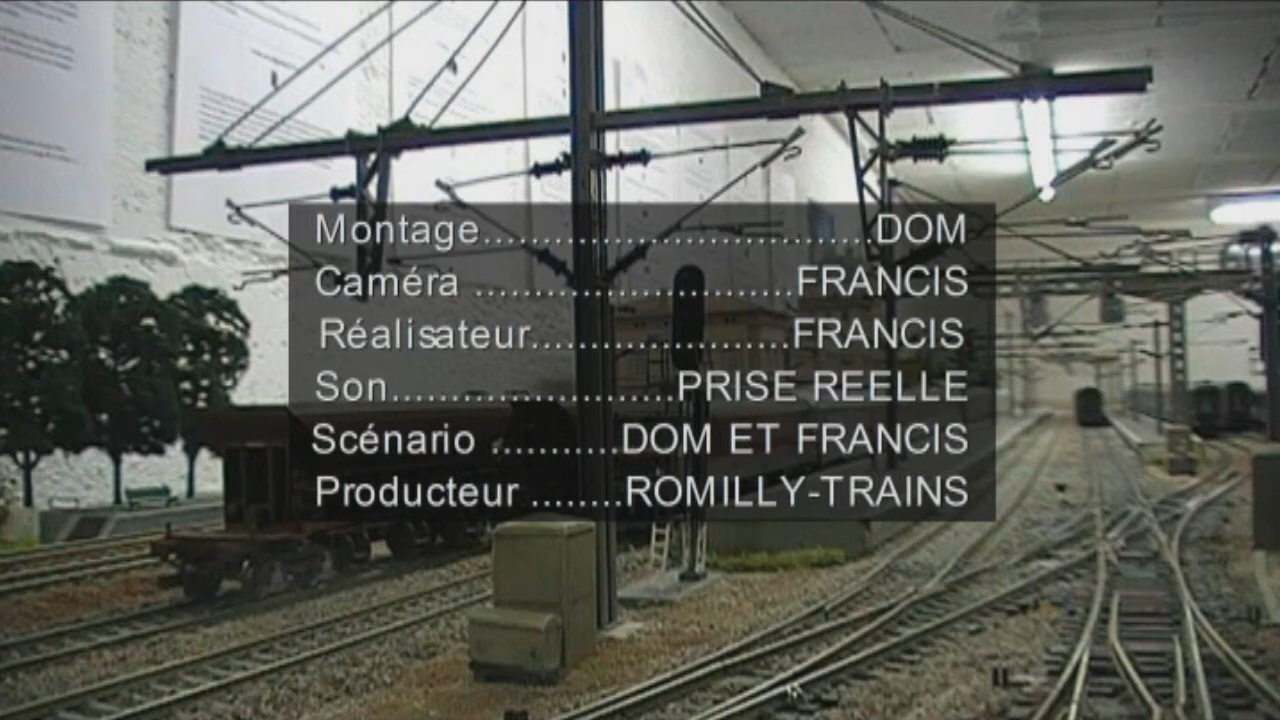 Montage.................................DOM
Caméra ...........................FRANCIS
Réalisateur......................FRANCIS
Son........................PRISE REELLE
Scénario ...........DOM ET FRANCIS
Producteur ........ROMILLY-TRAINS